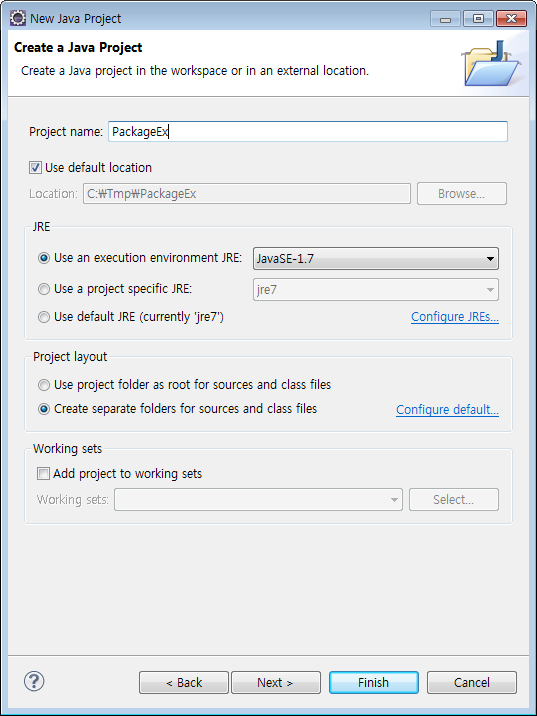 New Java Project
Create a Java Project
Create a Java project in the workspace or in an external location.
Project name: PackageEx
Use default location
Location: C:₩Tmp₩PackageEx Browse...
JRE
Use an execution environment JRE: JavaSE-1.7
Use a project specific JRE: jre7
Use default JRE (currently 'jre7') Configure JREs...
Project layout
Use project folder as root for sources and class files
Create separate folders for sources and class files Configure default...
Working sets
Add project to working sets
Working sets: Select...
? < Back Next > Finish Cancel